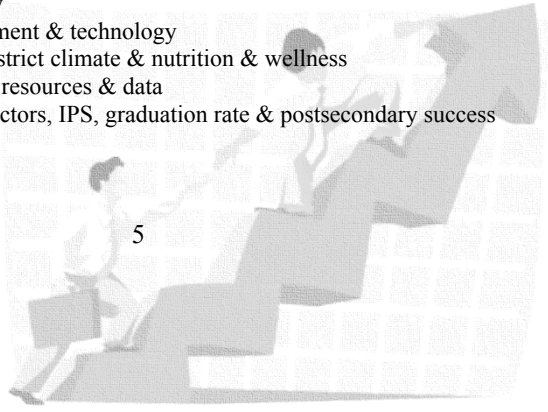 ment & technology
strict climate & nutrition & wellness
resources & data
ctors, IPS, graduation rate & postsecondary success
5